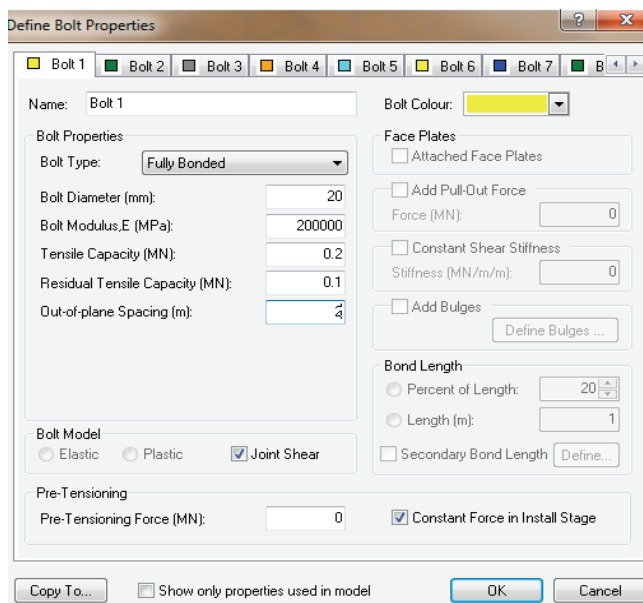 Define Bolt Properties
Bolt 1 Bolt 2 Bolt 3 Bolt 4 Bolt 5 Bolt 6 Bolt 7 B
Name: Bolt 1 Bolt Colour:
Bolt Properties
Bolt Type: Fully Bonded
Bolt Diameter (mm): 20
Bolt Modulus,E (MPa): 200000
Tensile Capacity (MN): 0.2
Residual Tensile Capacity (MN): 0.1
Out-of-plane Spacing (m):
Face Plates
Attached Face Plates
Add Pull-Out Force
Force (MN): 0
Constant Shear Stiffness
Stiffness (MN/m/m): 0
Add Bulges
Define Bulges ...
Bond Length
Percent of Length: 20
Length (m): 1
Secondary Bond Length Define...
Bolt Model
Elastic Plastic Joint Shear
Pre-Tensioning
Pre-Tensioning Force (MN): 0 Constant Force in Install Stage
Copy To... Show only properties used in model OK Cancel